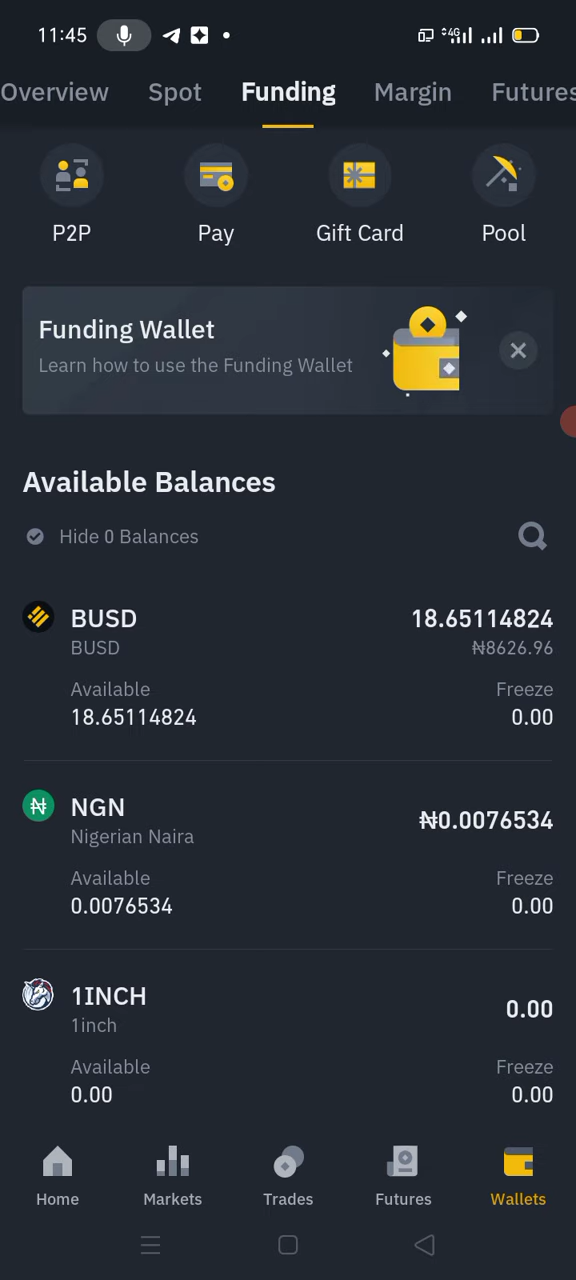 11:45
4G
Overview Spot Funding Margin Futures
P2P Pay Gift Card Pool
Funding Wallet
Learn how to use the Funding Wallet
Available Balances
Hide 0 Balances
BUSD 18.65114824
BUSD ₦8626.96
Available Freeze
18.65114824 0.00
NGN ₦0.0076534
Nigerian Naira
Available Freeze
0.0076534 0.00
1INCH 0.00
1inch
Available Freeze
0.00 0.00
Home Markets Trades Futures Wallets